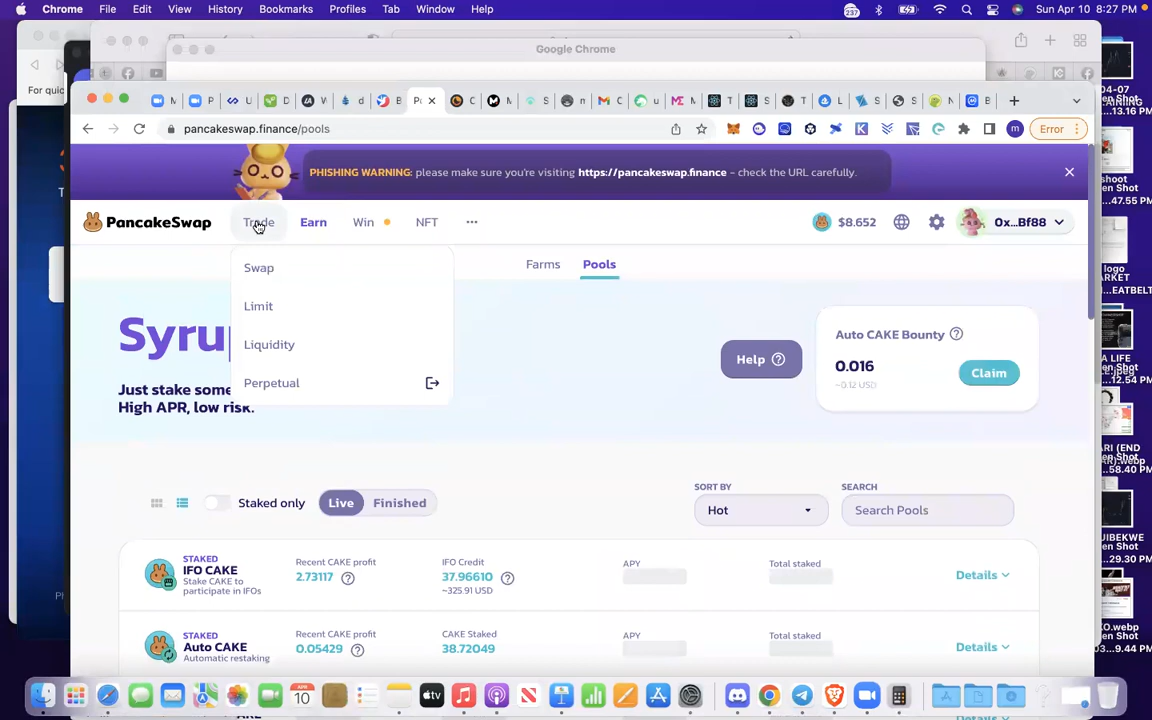 Chrome File Edit View History Bookmarks Profiles Tab Window Help
237
Sun Apr 10 8:27 PM
Google Chrome
For quic
pancakeswap.finance/pools
Error
PHISHING WARNING: please make sure you're visiting https://pancakeswap.finance - check the URL carefully.
PancakeSwap
Trade
Earn
Win
NFT
$8.652
0x...Bf88
Swap
Limit
Liquidity
Perpetual
Farms
Pools
Syru
Just stake some
High APR, low risk.
Help
Auto CAKE Bounty
0.016
~0.12 USD
Claim
Staked only
Live
Finished
SORT BY
Hot
SEARCH
Search Pools
STAKED
IFO CAKE
Stake CAKE to
participate in IFOs
Recent CAKE profit
2.73117
IFO Credit
37.96610
~325.91 USD
APY
Total staked
Details
STAKED
Auto CAKE
Automatic restaking
Recent CAKE profit
0.05429
CAKE Staked
38.72049
APY
Total staked
Details